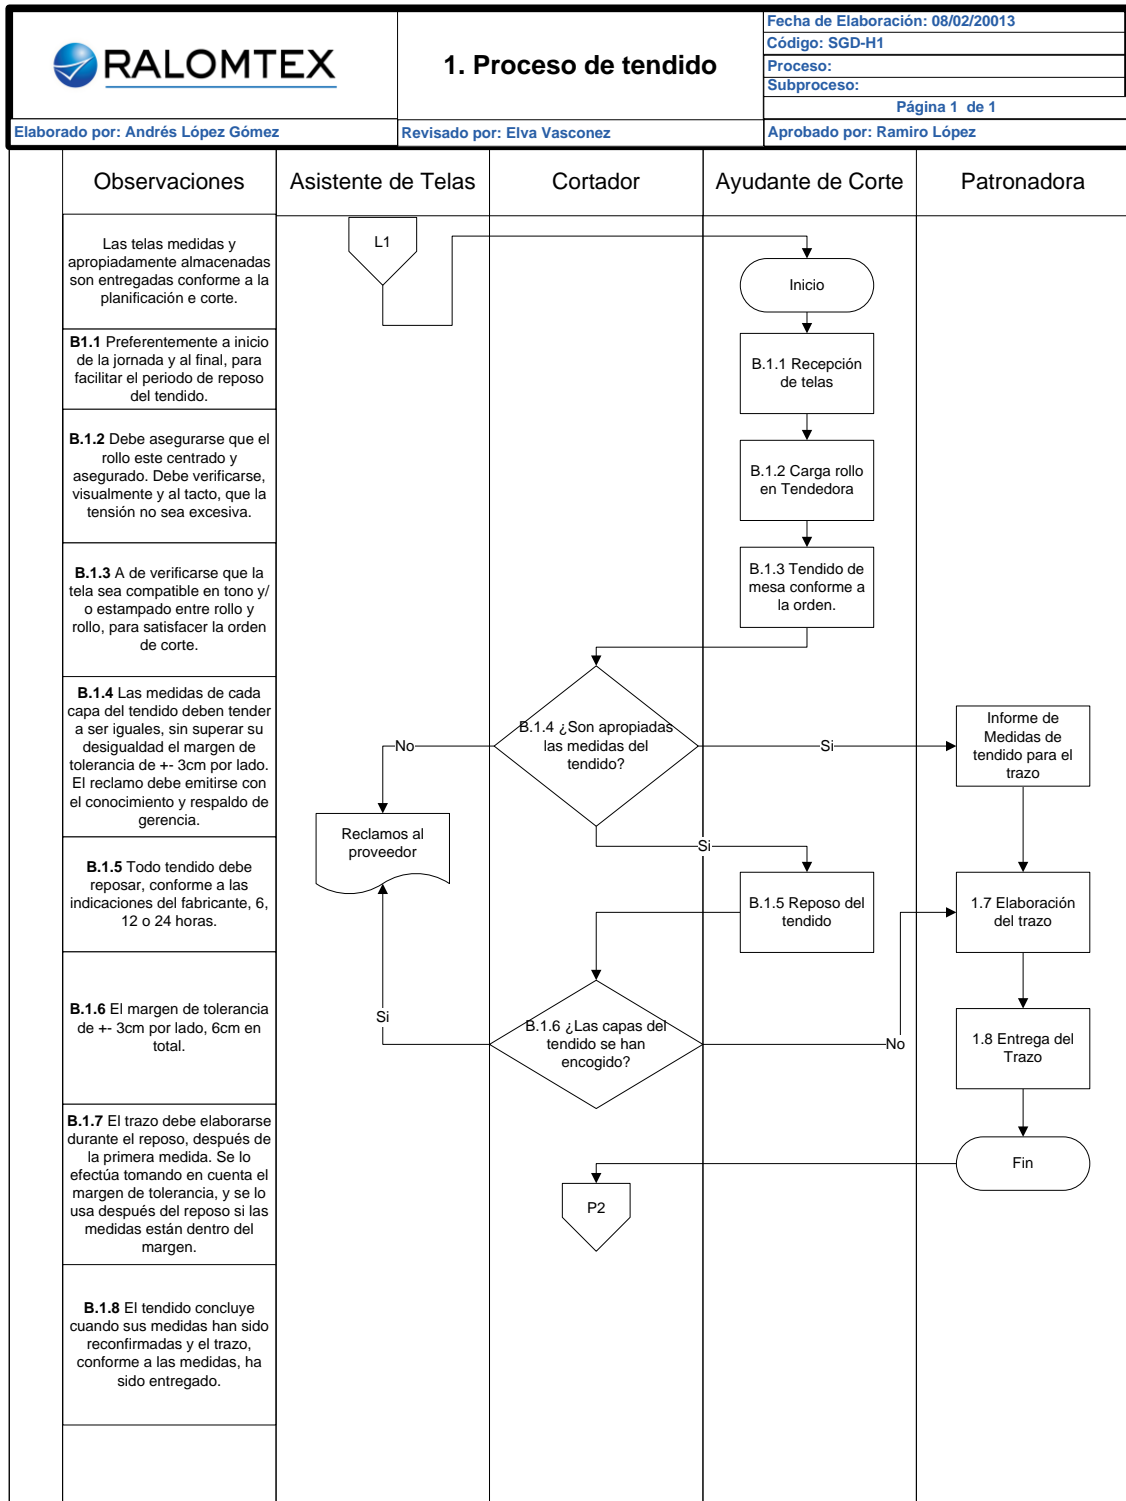 RALOMTEX
1. Proceso de tendido
Fecha de Elaboración: 08/02/20013
Código: SGD-H1
Proceso:
Subproceso:
Página 1  de 1
Elaborado por: Andrés López Gómez
Revisado por: Elva Vasconez
Aprobado por: Ramiro López
Observaciones
Asistente de Telas
Cortador
Ayudante de Corte
Patronadora
Las telas medidas y
apropiadamente almacenadas
son entregadas conforme a la
planificación e corte.
L1
Inicio
B1.1 Preferentemente a inicio
de la jornada y al final, para
facilitar el periodo de reposo
del tendido.
B.1.1 Recepción
de telas
B.1.2 Debe asegurarse que el
rollo este centrado y
asegurado. Debe verificarse,
visualmente y al tacto, que la
tensión no sea excesiva.
B.1.2 Carga rollo
en Tendedora
B.1.3 A de verificarse que la
tela sea compatible en tono y/
o estampado entre rollo y
rollo, para satisfacer la orden
de corte.
B.1.3 Tendido de
mesa conforme a
la orden.
B.1.4 Las medidas de cada
capa del tendido deben tender
a ser iguales, sin superar su
desigualdad el margen de
tolerancia de +- 3cm por lado.
El reclamo debe emitirse con
el conocimiento y respaldo de
gerencia.
No
B.1.4 ¿Son apropiadas
las medidas del
tendido?
Si
Informe de
Medidas de
tendido para el
trazo
Reclamos al
proveedor
Si
B.1.5 Todo tendido debe
reposar, conforme a las
indicaciones del fabricante, 6,
12 o 24 horas.
B.1.5 Reposo del
tendido
1.7 Elaboración
del trazo
B.1.6 El margen de tolerancia
de +- 3cm por lado, 6cm en
total.
Si
B.1.6 ¿Las capas del
tendido se han
encogido?
No
1.8 Entrega del
Trazo
B.1.7 El trazo debe elaborarse
durante el reposo, después de
la primera medida. Se lo
efectúa tomando en cuenta el
margen de tolerancia, y se lo
usa después del reposo si las
medidas están dentro del
margen.
Fin
P2
B.1.8 El tendido concluye
cuando sus medidas han sido
reconfirmadas y el trazo,
conforme a las medidas, ha
sido entregado.